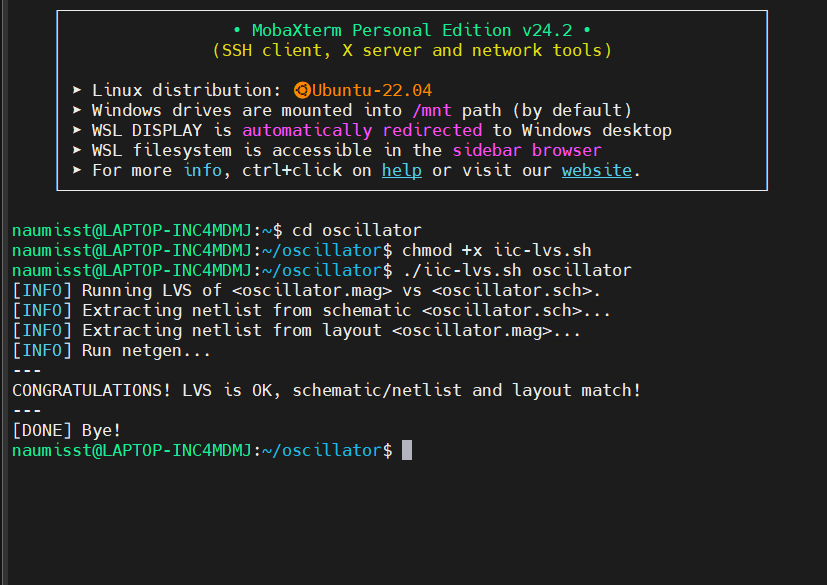 • MobaXterm Personal Edition v24.2 •
(SSH client, X server and network tools)
➤ Linux distribution: Ubuntu-22.04
➤ Windows drives are mounted into /mnt path (by default)
➤ WSL DISPLAY is automatically redirected to Windows desktop
➤ WSL filesystem is accessible in the sidebar browser
➤ For more info, ctrl+click on help or visit our website.
naumisst@LAPTOP-INC4MDMJ:~$ cd oscillator
naumisst@LAPTOP-INC4MDMJ:~/oscillator$ chmod +x iic-lvs.sh
naumisst@LAPTOP-INC4MDMJ:~/oscillator$ ./iic-lvs.sh oscillator
[INFO] Running LVS of <oscillator.mag> vs <oscillator.sch>.
[INFO] Extracting netlist from schematic <oscillator.sch>...
[INFO] Extracting netlist from layout <oscillator.mag>...
[INFO] Run netgen...
---
CONGRATULATIONS! LVS is OK, schematic/netlist and layout match!
---
[DONE] Bye!
naumisst@LAPTOP-INC4MDMJ:~/oscillator$